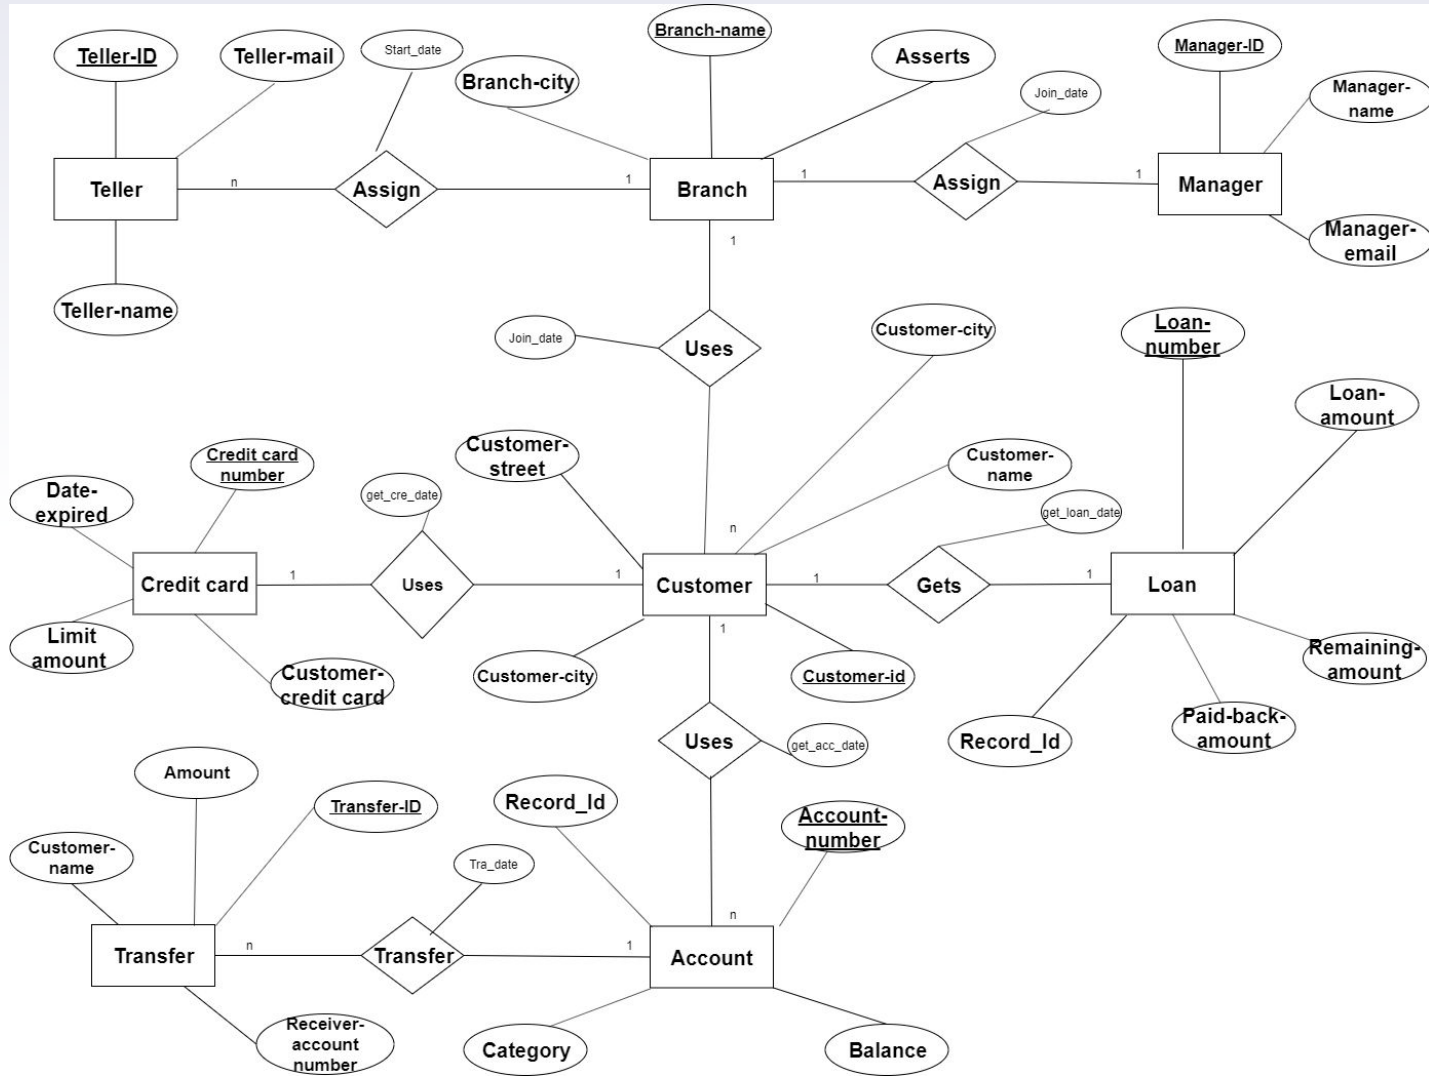 Branch-name
Teller-ID
Teller-mail
Start_date
Branch-city
Asserts
Manager-ID
Join_date
Manager-
name
Teller
n
Assign
1
Branch
1
Assign
1
Manager
1
Manager-
email
Teller-name
Join_date
Uses
Customer-city
Loan-
number
Loan-
amount
Customer-
street
Customer-
name
Credit card
number
Date-
expired
get_cre_date
get_loan_date
n
Credit card
1
Uses
1
Customer
1
Gets
1
Loan
Limit
amount
Customer-
credit card
Customer-city
1
Customer-id
Remaining-
amount
Paid-back-
amount
Record_Id
Uses
get_acc_date
Amount
Transfer-ID
Record_Id
Account-
number
Customer-
name
Tra_date
n
Transfer
n
Transfer
1
Account
Receiver-
account
number
Category
Balance